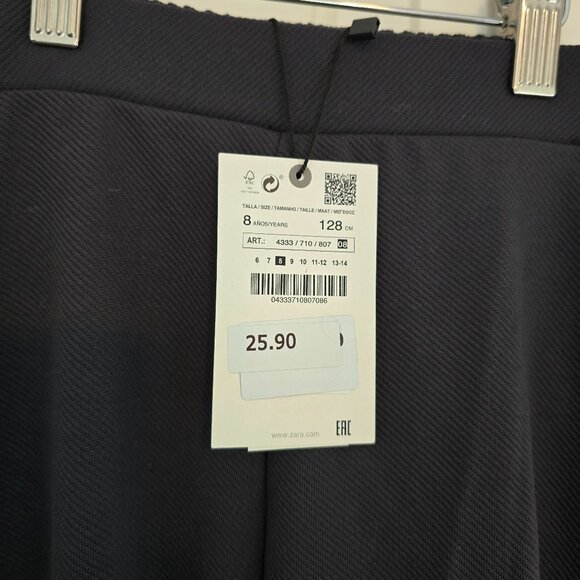 FSC
TALLA / SIZE / TAMANHO / TAILLE / MAAT / ΜΕΓΕΘΟΣ
8 AÑOS/YEARS 128 CM
ART.: 4333 / 710 / 807 08
6 7 8 9 10 11-12 13-14
04333710807086
25.90
www.zara.com
EAC